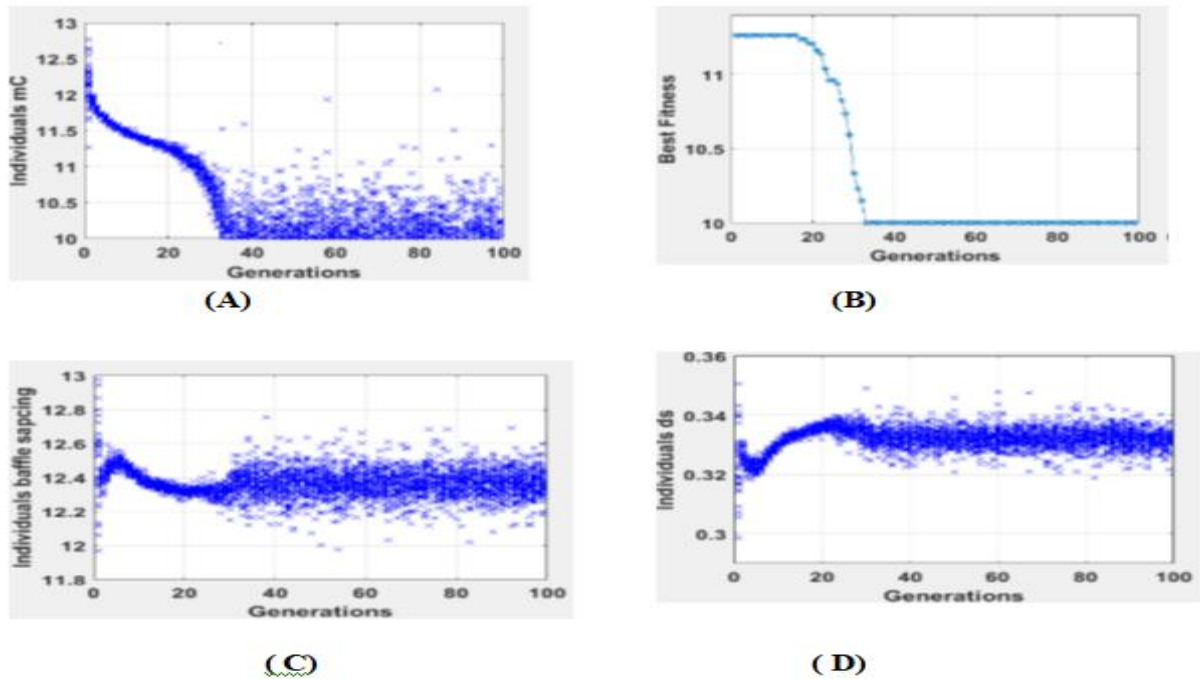 13
12.5
12
11.5
11
10.5
10
0 20 40 60 80 100
Individuals mC
Generations
(A)
11
10.5
10
0 20 40 60 80 100
Best Fitness
Generations
(B)
13
12.8
12.6
12.4
12.2
12
11.8
0 20 40 60 80 100
Individuals baffle sapcing
Generations
( C)
0.36
0.34
0.32
0.3
0 20 40 60 80 100
Individuals ds
Generations
( D)